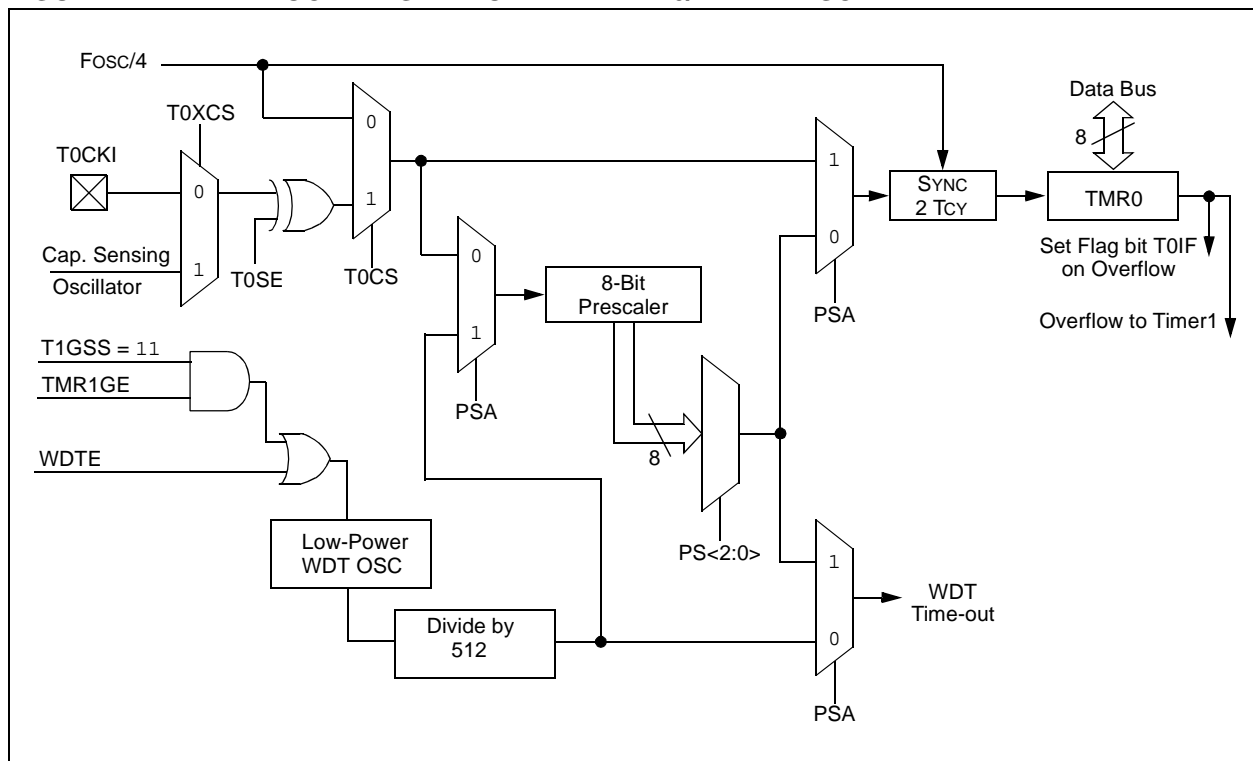 FOSC/4
T0XCS
T0CKI
0
1
Cap. Sensing
Oscillator
T0SE
0
1
T0CS
0
1
PSA
8-Bit
Prescaler
8
PS<2:0>
1
0
PSA
SYNC
2 TCY
Data Bus
8
TMR0
Set Flag bit T0IF
on Overflow
Overflow to Timer1
T1GSS = 11
TMR1GE
WDTE
Low-Power
WDT OSC
Divide by
512
1
0
PSA
WDT
Time-out